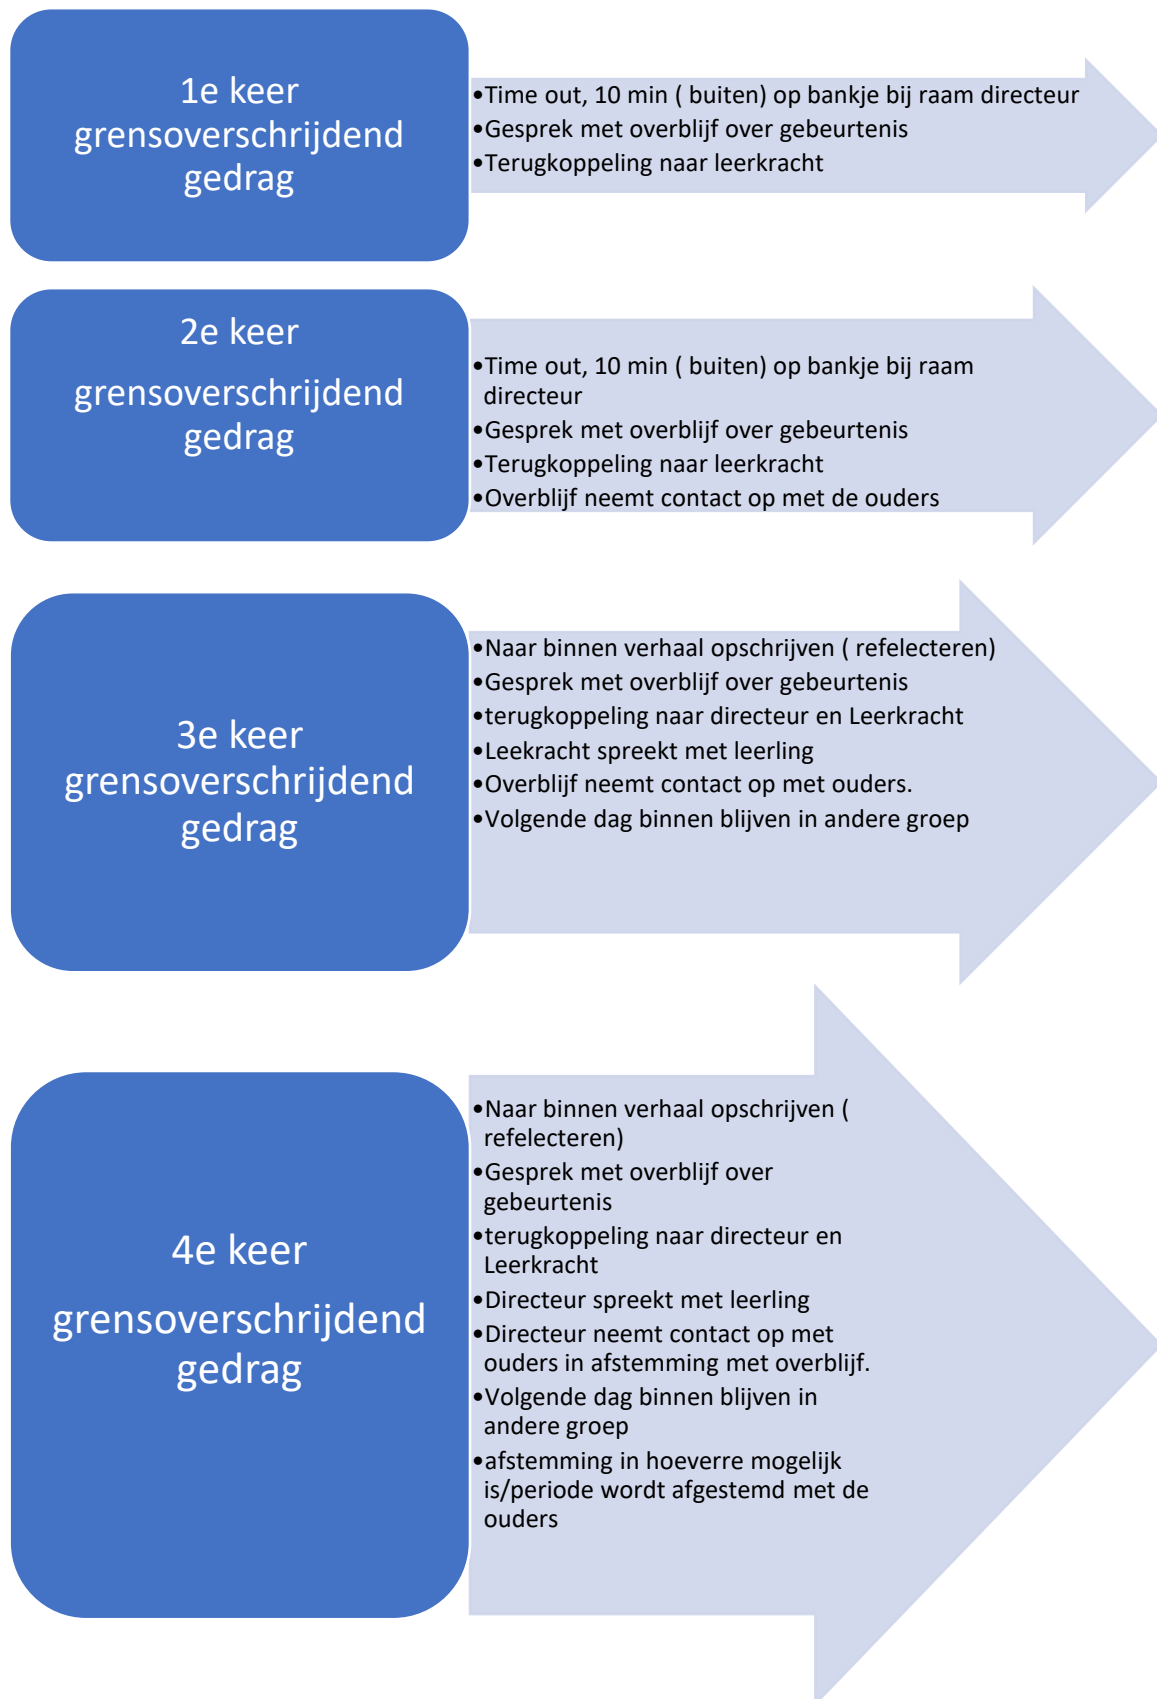 1e keer
grensoverschrijdend
gedrag
•Time out, 10 min ( buiten) op bankje bij raam directeur
•Gesprek met overblijf over gebeurtenis
•Terugkoppeling naar leerkracht
2e keer
grensoverschrijdend
gedrag
•Time out, 10 min ( buiten) op bankje bij raam
directeur
•Gesprek met overblijf over gebeurtenis
•Terugkoppeling naar leerkracht
•Overblijf neemt contact op met de ouders
3e keer
grensoverschrijdend
gedrag
•Naar binnen verhaal opschrijven ( refelecteren)
•Gesprek met overblijf over gebeurtenis
•terugkoppeling naar directeur en Leerkracht
•Leekracht spreekt met leerling
•Overblijf neemt contact op met ouders.
•Volgende dag binnen blijven in andere groep
4e keer
grensoverschrijdend
gedrag
•Naar binnen verhaal opschrijven (
refelecteren)
•Gesprek met overblijf over
gebeurtenis
•terugkoppeling naar directeur en
Leerkracht
•Directeur spreekt met leerling
•Directeur neemt contact op met
ouders in afstemming met overblijf.
•Volgende dag binnen blijven in
andere groep
•afstemming in hoeverre mogelijk
is/periode wordt afgestemd met de
ouders